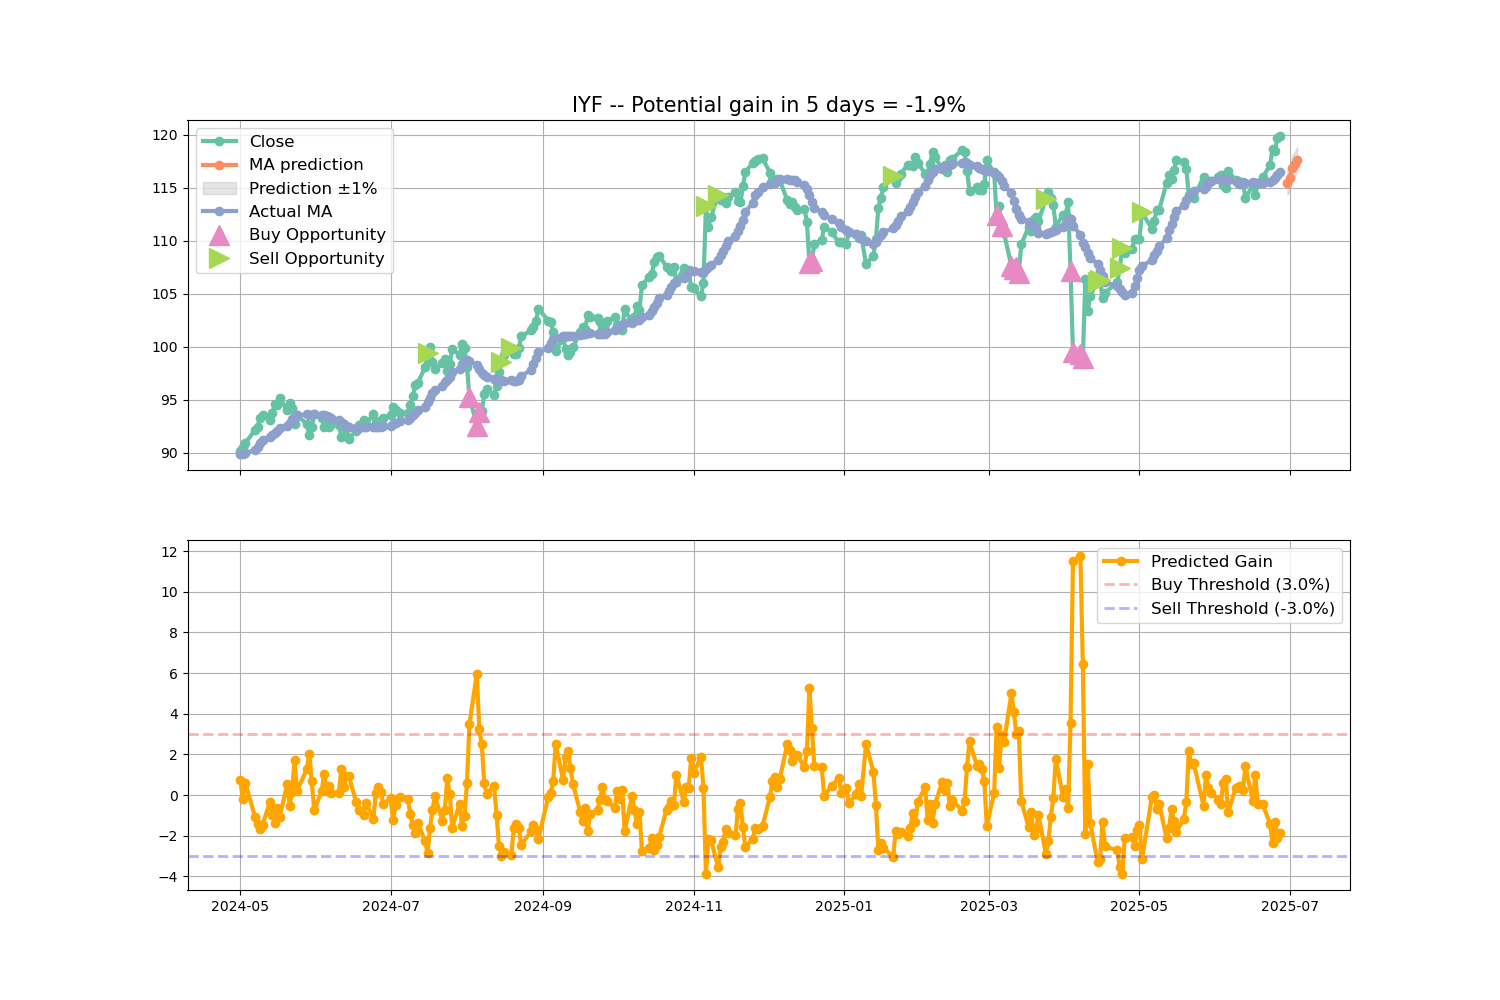 IYF -- Potential gain in 5 days = -1.9%
120
115
110
105
100
95
90
Close
MA prediction
Prediction ±1%
Actual MA
Buy Opportunity
Sell Opportunity
12
10
8
6
4
2
0
−2
−4
Predicted Gain
Buy Threshold (3.0%)
Sell Threshold (-3.0%)
2024-05
2024-07
2024-09
2024-11
2025-01
2025-03
2025-05
2025-07